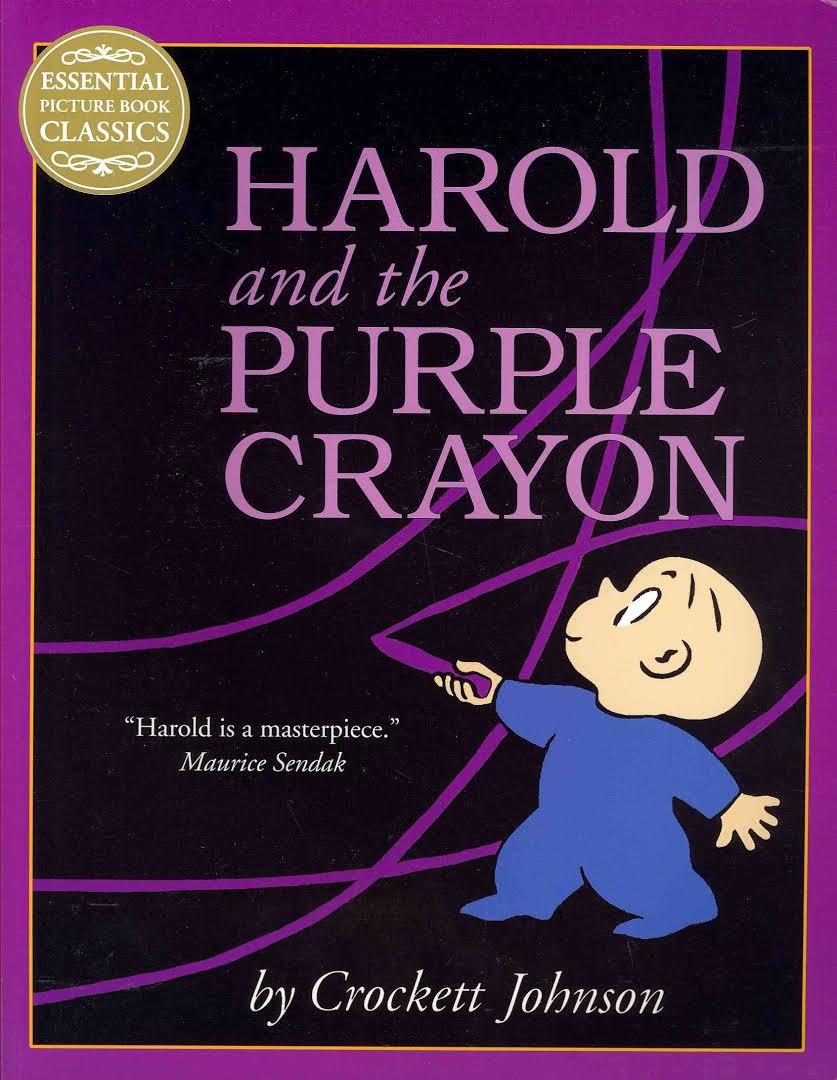 ESSENTIAL
PICTURE BOOK
CLASSICS
HAROLD
and the
PURPLE
CRAYON
“Harold is a masterpiece.”
Maurice Sendak
by Crockett Johnson